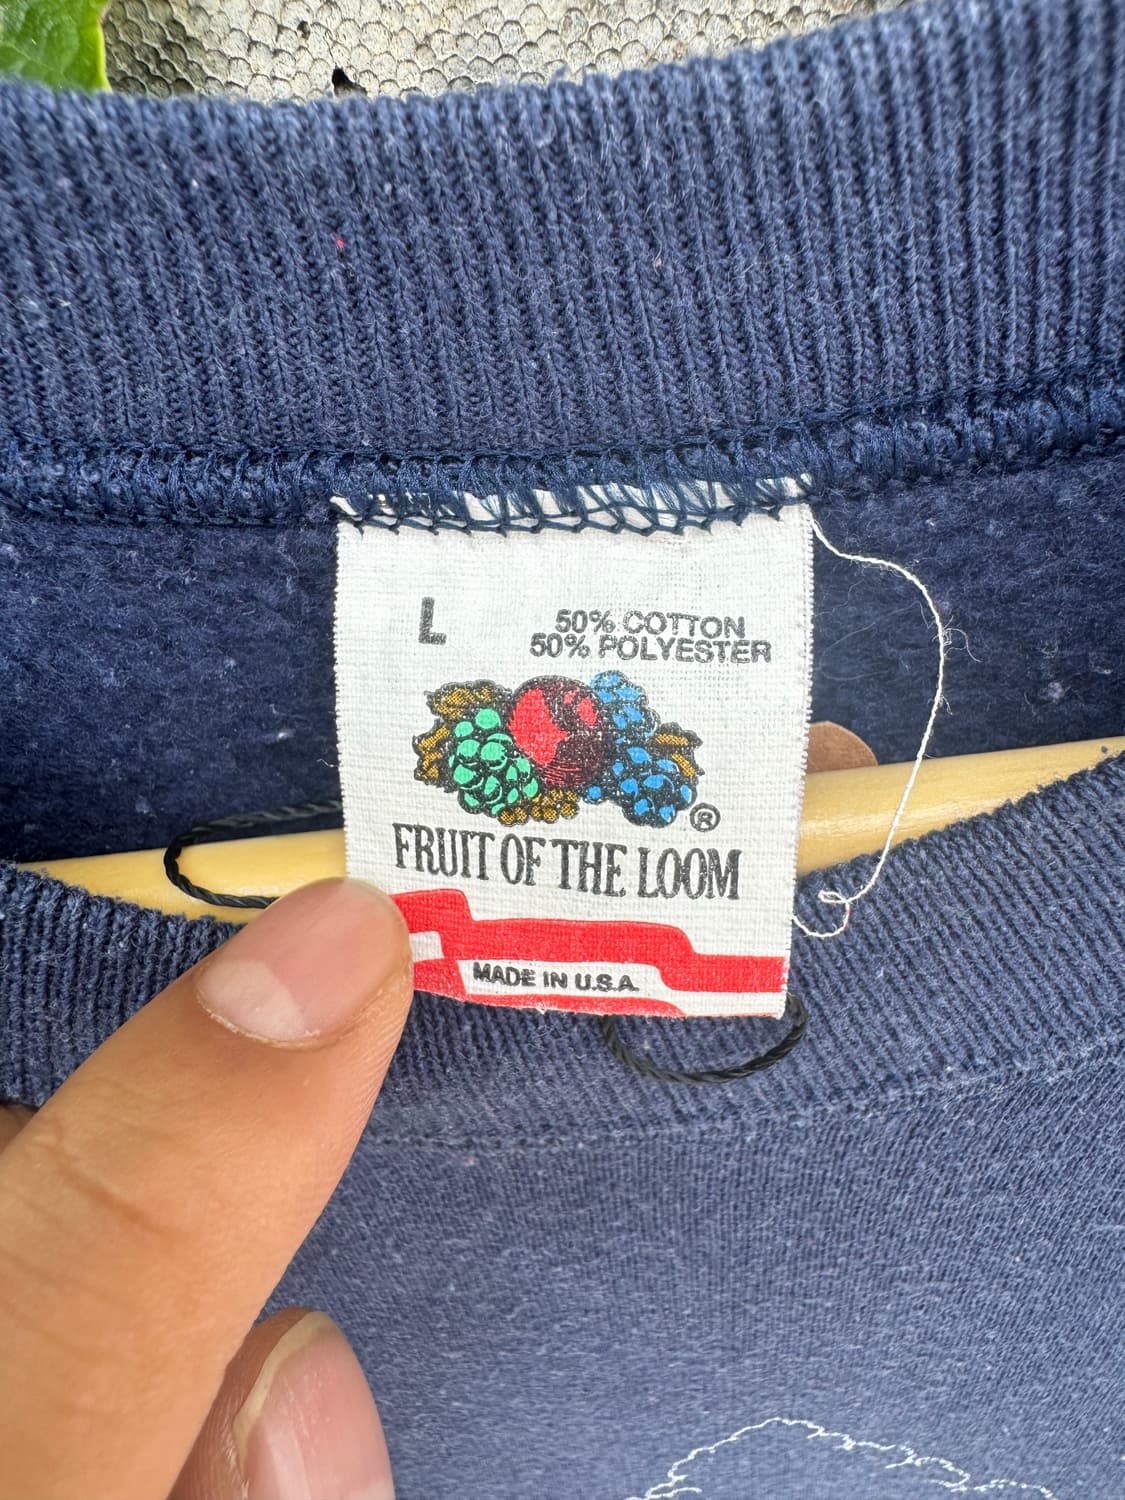 L
50% COTTON
50% POLYESTER
®
FRUIT OF THE LOOM
MADE IN U.S.A.